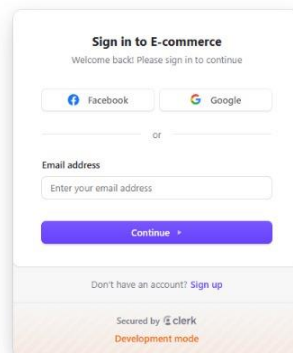 Sign in to E-commerce
Welcome back! Please sign in to continue
Facebook
Google
or
Email address
Enter your email address
Continue
Don't have an account? Sign up
Secured by clerk
Development mode